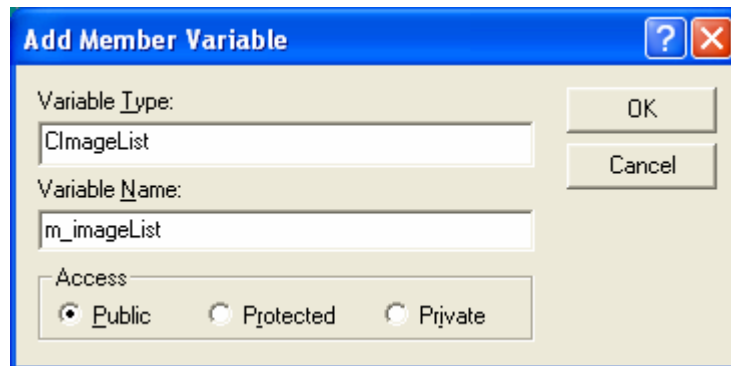 Add Member Variable
Variable Type:
OK
CImageList
Cancel
Variable Name:
m_imageList
Access
Public Protected Private